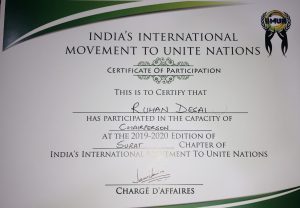 IIMUN
INDIA'S INTERNATIONAL
MOVEMENT TO UNITE NATIONS
CERTIFICATE OF PARTICIPATION
THIS IS TO CERTIFY THAT
RUHAN DESAI
HAS PARTICIPATED IN THE CAPACITY OF
CHAIRPERSON
AT THE 2019-2020 EDITION OF
SURAT CHAPTER OF
INDIA'S INTERNATIONAL MOVEMENT TO UNITE NATIONS
CHARGÉ D'AFFAIRES